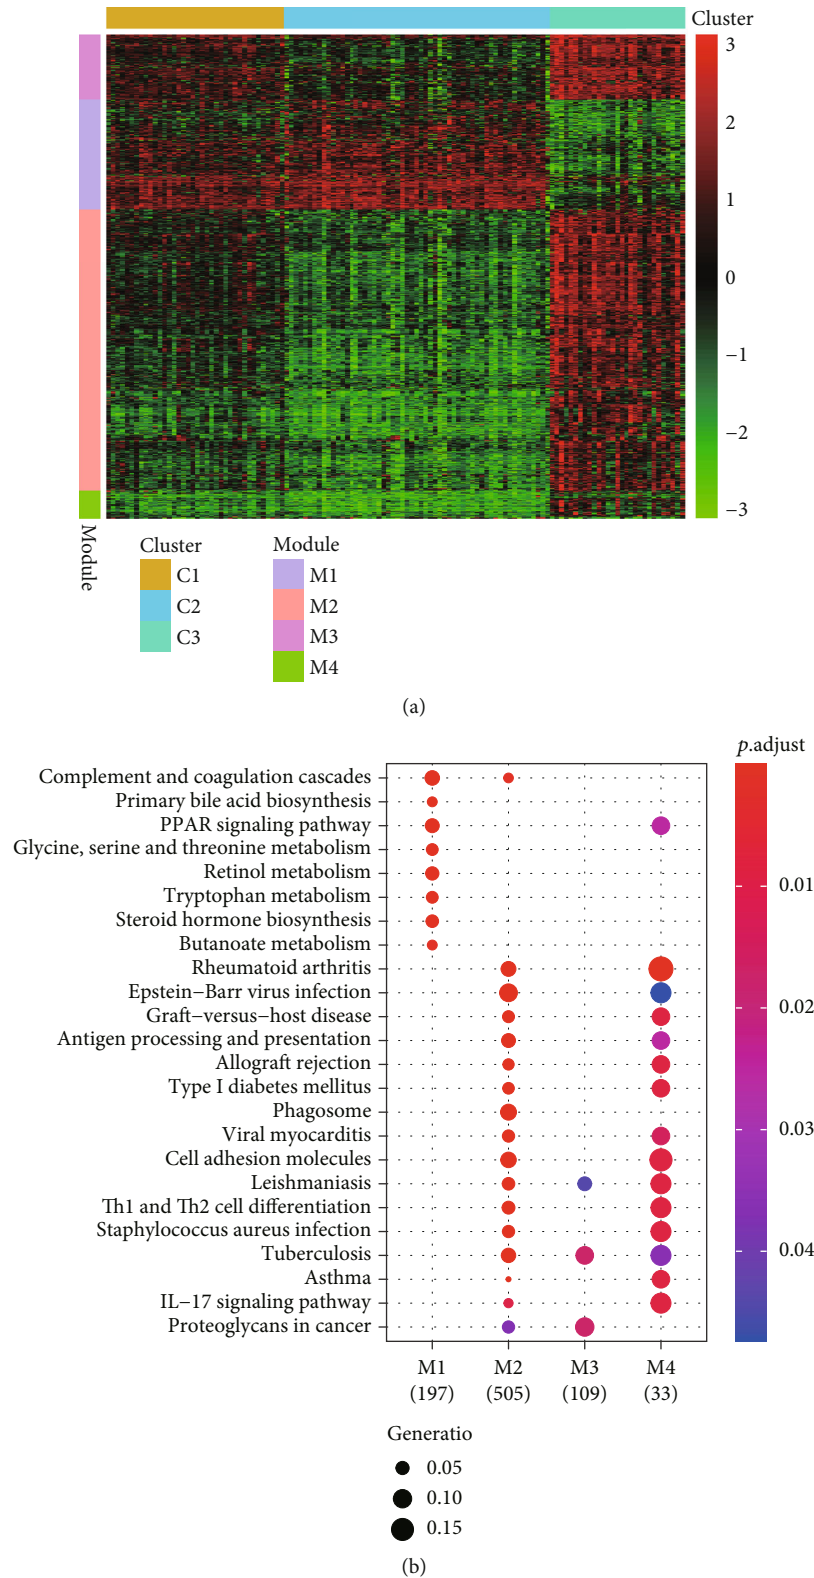 Cluster
3
2
1
0
−1
−2
−3
Module
Cluster
C1
C2
C3
Module
M1
M2
M3
M4
(a)
p.adjust
0.01
0.02
0.03
0.04
Complement and coagulation cascades
Primary bile acid biosynthesis
PPAR signaling pathway
Glycine, serine and threonine metabolism
Retinol metabolism
Tryptophan metabolism
Steroid hormone biosynthesis
Butanoate metabolism
Rheumatoid arthritis
Epstein−Barr virus infection
Graft−versus−host disease
Antigen processing and presentation
Allograft rejection
Type I diabetes mellitus
Phagosome
Viral myocarditis
Cell adhesion molecules
Leishmaniasis
Th1 and Th2 cell differentiation
Staphylococcus aureus infection
Tuberculosis
Asthma
IL−17 signaling pathway
Proteoglycans in cancer
M1 M2 M3 M4
(197) (505) (109) (33)
Generatio
0.05
0.10
0.15
(b)